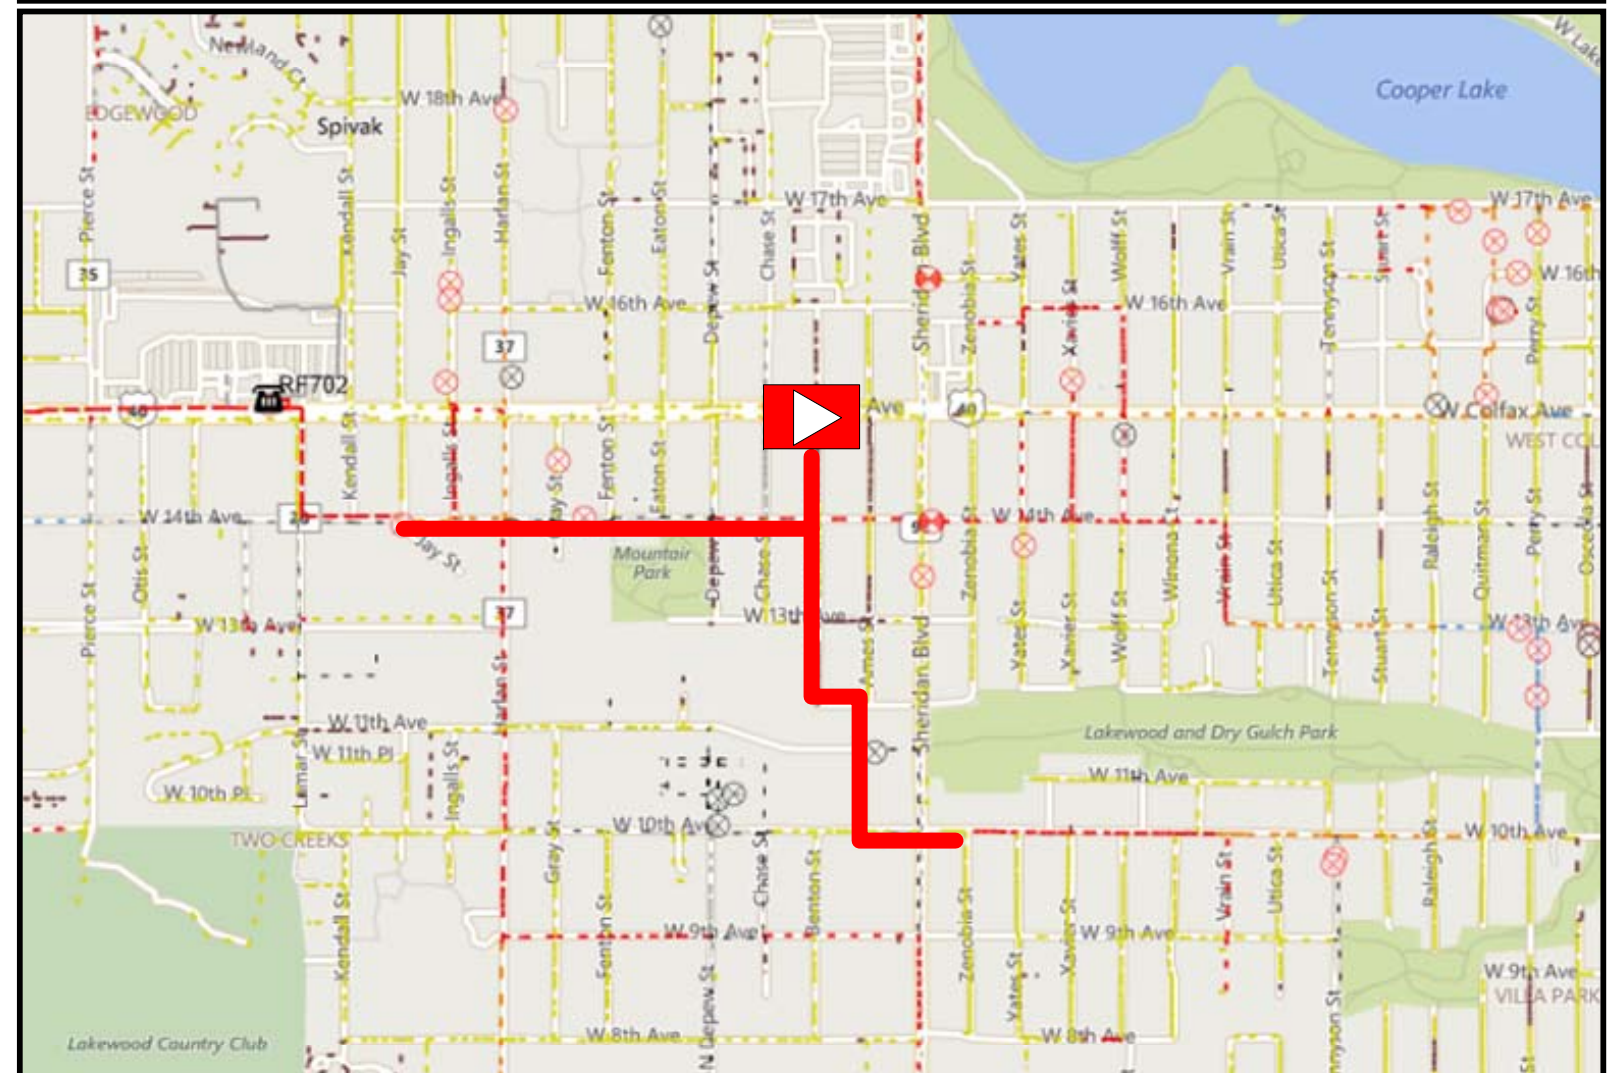 W Lake
Newland Ct
Cooper Lake
W 18th Ave
EDGEWOOD
Spivak
Pierce St
Kendall St
Jay St
Ingalls St
Harlan St
Fenton St
Eaton St
Depew St
Chase St
W 17th Ave
Sheridan Blvd
Zenobia St
Yates St
Xavier St
Wolff St
Vrain St
Utica St
Tennyson St
Stuart St
W 17th Ave
35
W 16th Ave
W 16th Ave
W 16th
Perry St
37
RF702
40
Ave
40
W Colfax Ave
WEST COL
Kendall St
Ingalls St
Gray St
Fenton St
Eaton St
W 14th Ave
W 14th Ave
Jay St
Mountair
Park
Otis St
Pierce St
Depew
Chase S
Zenobia St
Winona Ct
Vrain St
Utica St
Raleigh St
Quitman St
Perry St
Osceola St
W 13th Ave
37
W 13th Ave
W 13th Ave
Harlan St
Ames St
Sheridan Blvd
Yates St
Xavier St
Wolff St
Tennyson St
Stuart St
W 11th Ave
Lakewood and Dry Gulch Park
W 11th Pl
Lamar St
Ingalls St
W 11th Ave
W 10th Pl
TWO CREEKS
W 10th Ave
W 10th Ave
Gray St
Chase St
Benton St
Vrain St
Utica St
Raleigh St
Kendall St
Fenton St
W 9th Ave
Zenobia St
Yates St
Xavier St
W 9th Ave
W 9th Ave
VILLA PARK
Lakewood Country Club
W 8th Ave
N Depew St
W 8th Ave
nnyson St
St